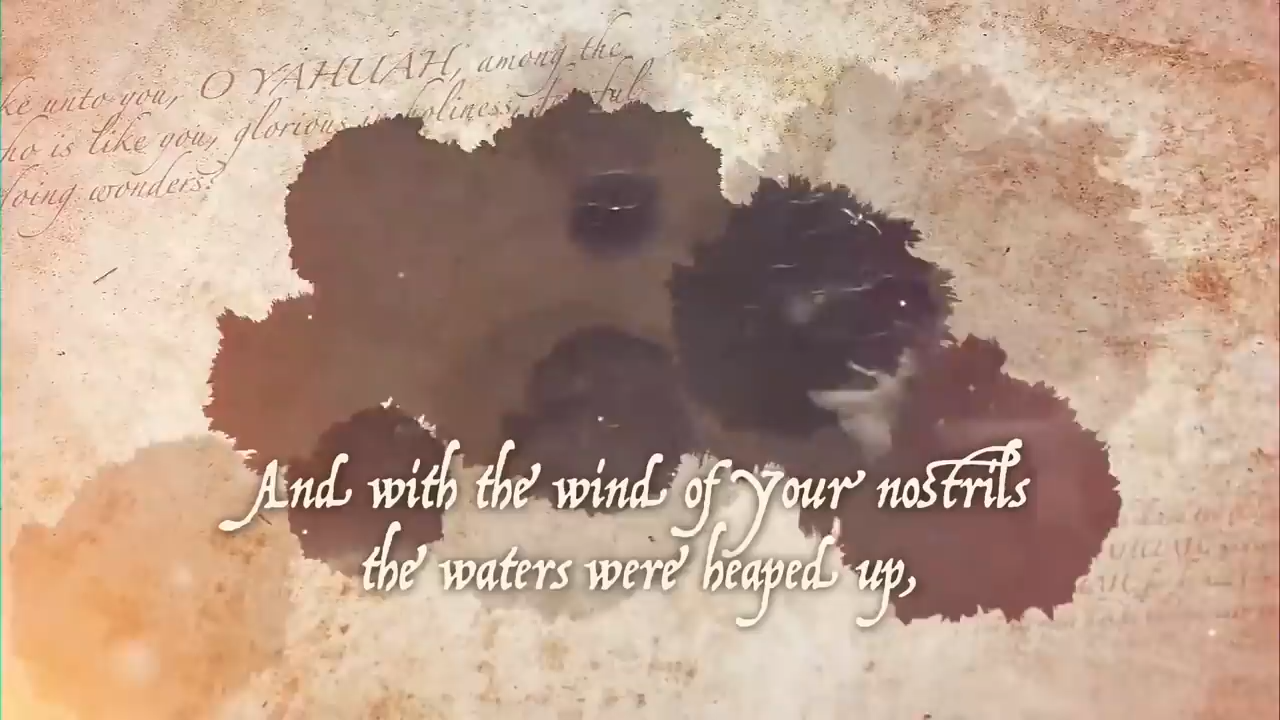 ke unto you, O YAHUAH, among the
ho is like you, glorious in holiness,
doing wonders?
And with the wind of Your nostrils
the waters were heaped up,